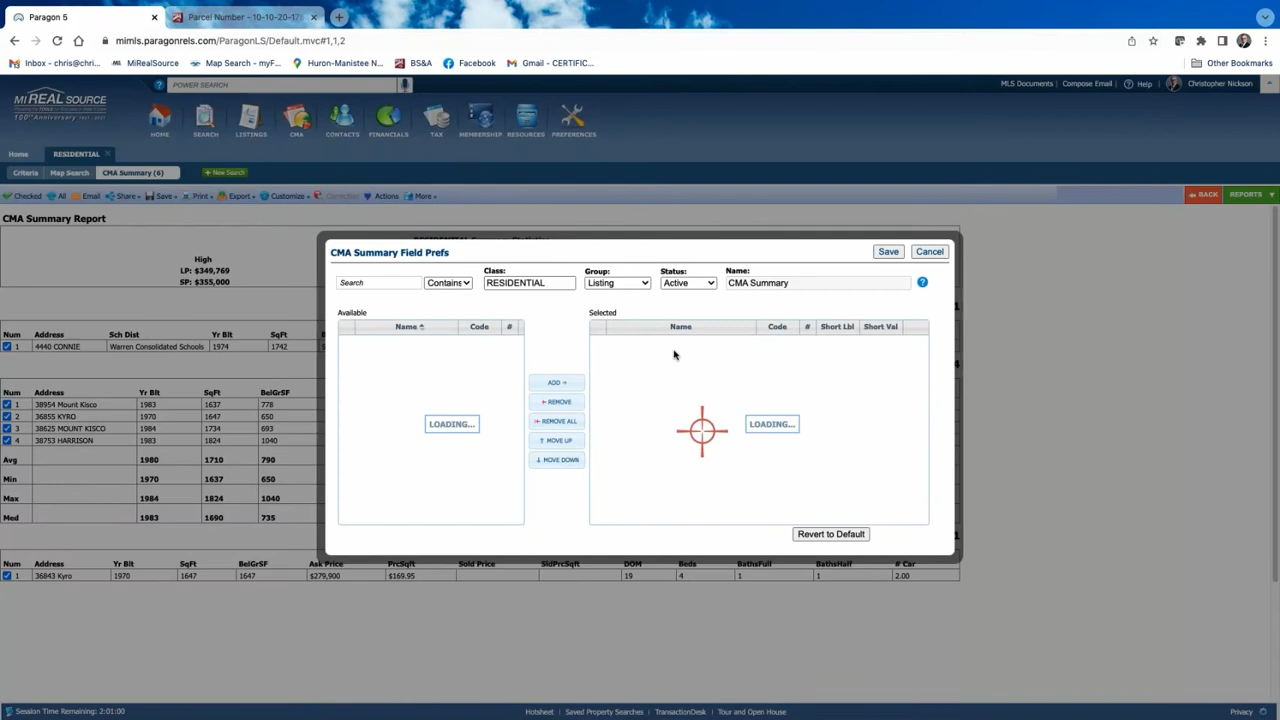 Paragon 5
Parcel Number - 10-10-20-178
mimls.paragonrels.com/ParagonLS/Default.mvc#1,1,2
Inbox - chris@chri...
MiRealSource
Map Search - myF...
Huron-Manistee N...
BS&A
Facebook
Gmail - CERTIFIC...
Other Bookmarks
MiREALSOURCE
100th Anniversary
POWER SEARCH
MLS Documents
Compose Email
Help
Christopher Nickson
HOME
SEARCH
LISTINGS
CMA
CONTACTS
FINANCIALS
TAX
MEMBERSHIP
RESOURCES
PREFERENCES
Home
RESIDENTIAL
Criteria
Map Search
CMA Summary (6)
+ New Search
Checked
All
Email
Share
Save
Print
Export
Customize
Actions
More
BACK
REPORTS
CMA Summary Report
High
LP: $349,769
SP: $355,000
Num Address Sch Dist Yr Blt SqFt
1 4440 CONNIE Warren Consolidated Schools 1974 1742
Num Address Yr Blt SqFt BelGrSF
1 38954 Mount Kisco 1983 1637 778
2 36855 KYRO 1970 1647 650
3 38625 MOUNT KISCO 1984 1734 693
4 38753 HARRISON 1983 1824 1040
Avg 1980 1710 790
Min 1970 1637 650
Max 1984 1824 1040
Med 1983 1690 735
Num Address Yr Blt SqFt BelGrSF Ask Price PrcSqft Sold Price SldPrcSqft DOM Beds BathsFull BathsHalf # Car
1 36843 Kyro 1970 1647 1647 $279,900 $169.95 19 4 1 1 2.00
CMA Summary Field Prefs
Save
Cancel
Search
Contains
Class:
RESIDENTIAL
Group:
Listing
Status:
Active
Name:
CMA Summary
Available
Name Code #
LOADING...
ADD
REMOVE
REMOVE ALL
MOVE UP
MOVE DOWN
Selected
Name Code # Short Lbl Short Val
LOADING...
Revert to Default
Session Time Remaining: 2:01:00
Hotsheet
Saved Property Searches
TransactionDesk
Tour and Open House
Privacy